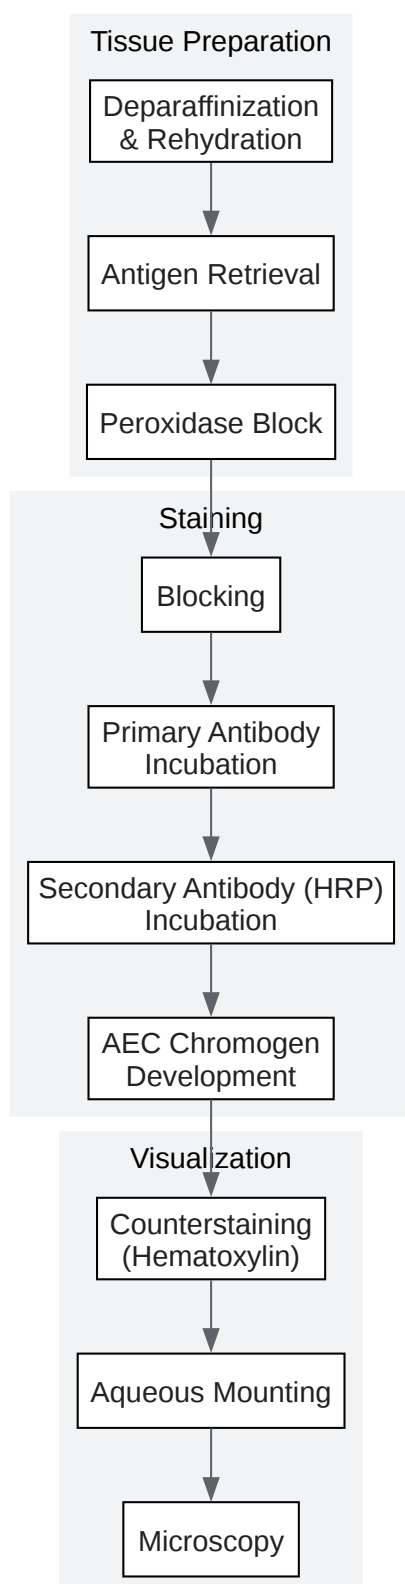 Tissue Preparation
Deparaffinization
& Rehydration
Antigen Retrieval
Peroxidase Block
Staining
Blocking
Primary Antibody
Incubation
Secondary Antibody (HRP)
Incubation
AEC Chromogen
Development
Visualization
Counterstaining
(Hematoxylin)
Aqueous Mounting
Microscopy